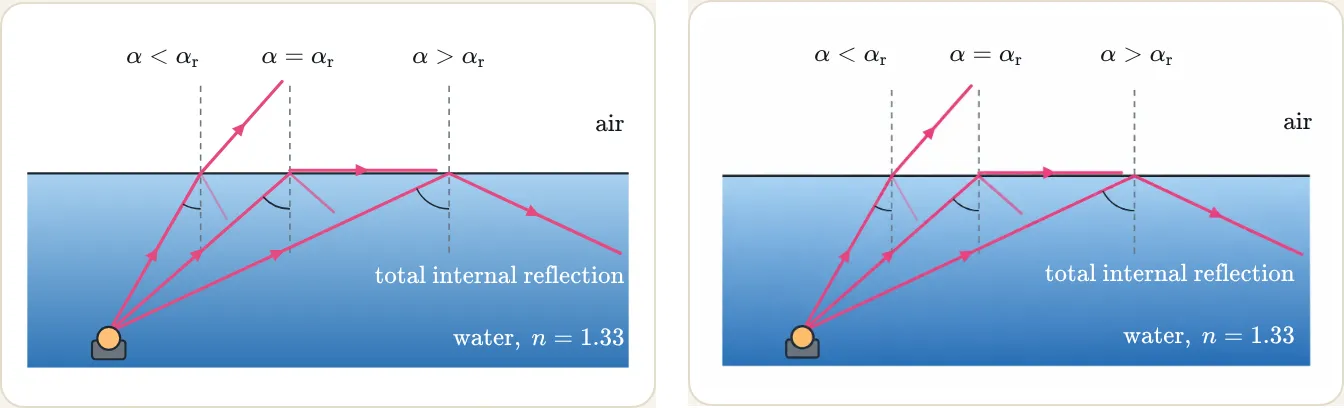 α < αr α = αr α > αr
air
total internal reflection
water, n = 1.33
α < αr α = αr α > αr
air
total internal reflection
water, n = 1.33